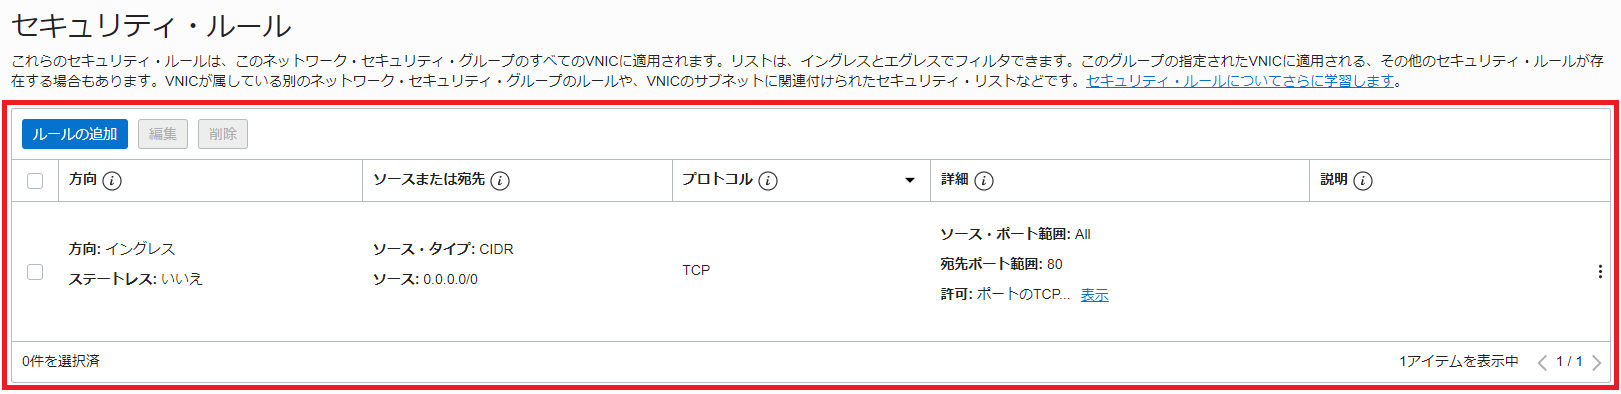 セキュリティ・ルール
これらのセキュリティ・ルールは、このネットワーク・セキュリティ・グループのすべてのVNICに適用されます。リストは、イングレスとエグレスでフィルタできます。このグループの指定されたVNICに適用される、その他のセキュリティ・ルールが存
在する場合もあります。VNICが属している別のネットワーク・セキュリティ・グループのルールや、VNICのサブネットに関連付けられたセキュリティ・リストなどです。セキュリティ・ルールについてさらに学習します。
ルールの追加 編集 削除
方向 ソースまたは宛先 プロトコル 詳細 説明
方向: イングレス
ステートレス: いいえ
ソース・タイプ: CIDR
ソース: 0.0.0.0/0
TCP
ソース・ポート範囲: All
宛先ポート範囲: 80
許可: ポートのTCP... 表示
0件を選択済 1アイテムを表示中 1 / 1